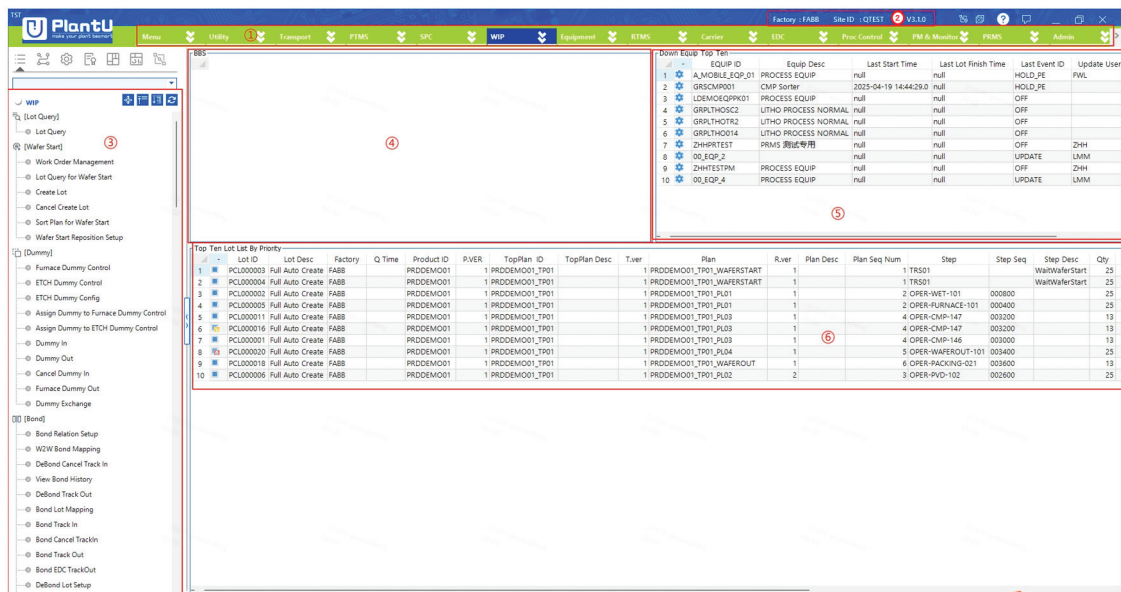 TST
PlantU
make your plant besmart
Factory : FABB Site ID : QTEST ② V3.1.0
Menu Utility ① Transport PTMS SPC WIP Equipment RTMS Carrier EDC Proc Control PM & Monitor PRMS Admin
BBS
Down Equip Top Ten
EQUIP ID Equip Desc Last Start Time Last Lot Finish Time Last Event ID Update User
1 A_MOBILE_EQP_01 PROCESS EQUIP null null HOLD_PE FWL
2 GRSCMP001 CMP Sorter 2025-04-19 14:44:29.0 null HOLD_PE
3 LDEMOEQPPK01 PROCESS EQUIP null null OFF
4 GRPLTHOSC2 LITHO PROCESS NORMAL null null OFF
5 GRPLTHOTR2 LITHO PROCESS NORMAL null null OFF
6 GRPLTHO014 LITHO PROCESS NORMAL null null OFF
7 ZHHPRTEST PRMS 测试专用 null null OFF ZHH
8 00_EQP_2 null null UPDATE LMM
9 ZHHTESTPM PROCESS EQUIP null null OFF ZHH
10 00_EQP_4 PROCESS EQUIP null null UPDATE LMM
④
⑤
WIP
③
[Lot Query]
Lot Query
[Wafer Start]
Work Order Management
Lot Query for Wafer Start
Create Lot
Cancel Create Lot
Sort Plan for Wafer Start
Wafer Start Reposition Setup
[Dummy]
Furnace Dummy Control
ETCH Dummy Control
ETCH Dummy Config
Assign Dummy to Furnace Dummy Control
Assign Dummy to ETCH Dummy Control
Dummy In
Dummy Out
Cancel Dummy In
Furnace Dummy Out
Dummy Exchange
[Bond]
Bond Relation Setup
W2W Bond Mapping
DeBond Cancel Track In
View Bond History
DeBond Track Out
Bond Lot Mapping
Bond Track In
Bond Cancel TrackIn
Bond Track Out
Bond EDC TrackOut
DeBond Lot Setup
Top Ten Lot List By Priority
Lot ID Lot Desc Factory Q Time Product ID P.VER TopPlan ID TopPlan Desc T.ver Plan R.ver Plan Desc Plan Seq Num Step Step Seq Step Desc Qty
1 PCL000003 Full Auto Create FABB PRDDEMO01 1 PRDDEMO01_TP01 1 PRDDEMO01_TP01_WAFERSTART 1 1 TRS01 WaitWaferStart 25
2 PCL000004 Full Auto Create FABB PRDDEMO01 1 PRDDEMO01_TP01 1 PRDDEMO01_TP01_WAFERSTART 1 1 TRS01 WaitWaferStart 25
3 PCL000002 Full Auto Create FABB PRDDEMO01 1 PRDDEMO01_TP01 1 PRDDEMO01_TP01_PL01 1 2 OPER-WET-101 000800 25
4 PCL000005 Full Auto Create FABB PRDDEMO01 1 PRDDEMO01_TP01 1 PRDDEMO01_TP01_PL01 1 2 OPER-FURNACE-101 000400 25
5 PCL000011 Full Auto Create FABB PRDDEMO01 1 PRDDEMO01_TP01 1 PRDDEMO01_TP01_PL03 1 4 OPER-CMP-147 003200 13
6 PCL000016 Full Auto Create FABB PRDDEMO01 1 PRDDEMO01_TP01 1 PRDDEMO01_TP01_PL03 1 4 OPER-CMP-147 003200 13
7 PCL000001 Full Auto Create FABB PRDDEMO01 1 PRDDEMO01_TP01 1 PRDDEMO01_TP01_PL03 1 ⑥ 4 OPER-CMP-146 003000 13
8 PCL000020 Full Auto Create FABB PRDDEMO01 1 PRDDEMO01_TP01 1 PRDDEMO01_TP01_PL04 1 5 OPER-WAFEROUT-101 003400 25
9 PCL000018 Full Auto Create FABB PRDDEMO01 1 PRDDEMO01_TP01 1 PRDDEMO01_TP01_WAFEROUT 1 6 OPER-PACKING-021 003600 13
10 PCL000006 Full Auto Create FABB PRDDEMO01 1 PRDDEMO01_TP01 1 PRDDEMO01_TP01_PL02 2 3 OPER-PVD-102 002600 25